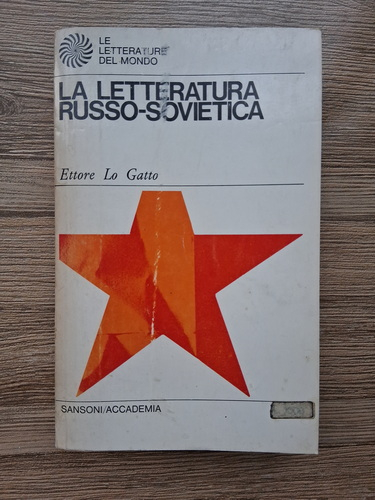 LE
LETTERATURE
DEL MONDO
LA LETTERATURA
RUSSO-SOVIETICA
Ettore Lo Gatto
SANSONI/ACCADEMIA